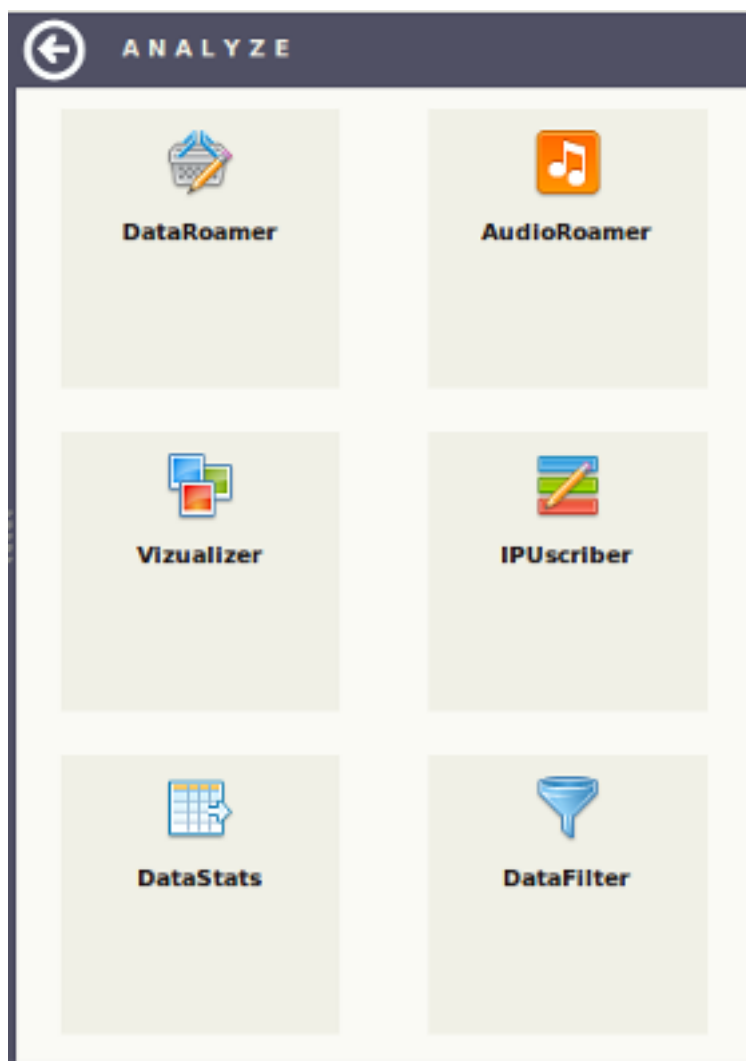 ANALYZE
DataRoamer
AudioRoamer
Vizualizer
IPUscriber
DataStats
DataFilter